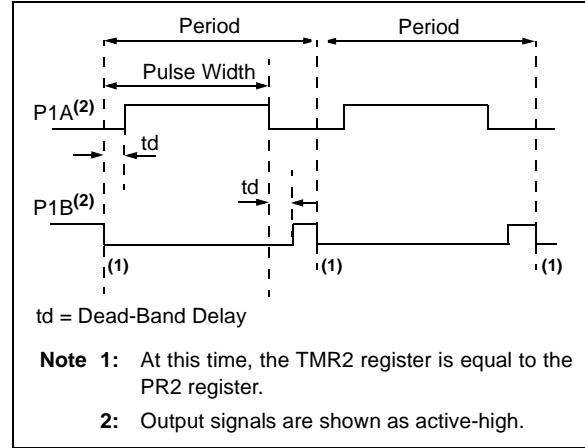 Period Period
Pulse Width
P1A(2)
td
td
P1B(2)
(1) (1) (1)
td = Dead-Band Delay
Note 1: At this time, the TMR2 register is equal to the
PR2 register.
2: Output signals are shown as active-high.